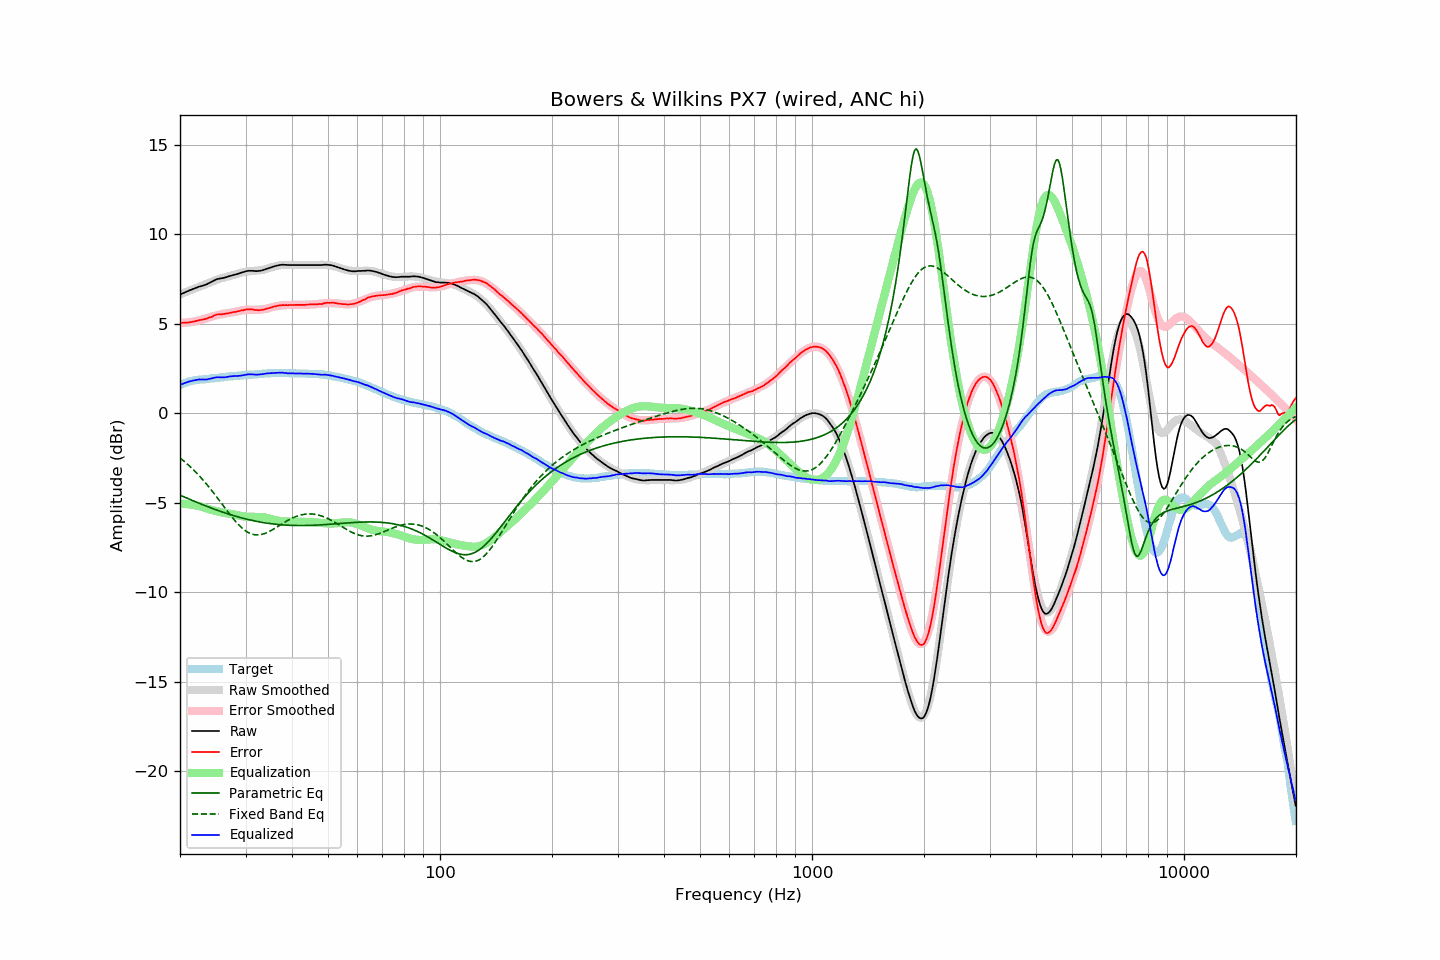 Bowers & Wilkins PX7 (wired, ANC hi)
15
10
5
0
−5
−10
−15
−20
Amplitude (dBr)
Target
Raw Smoothed
Error Smoothed
Raw
Error
Equalization
Parametric Eq
Fixed Band Eq
Equalized
100 1000 10000
Frequency (Hz)